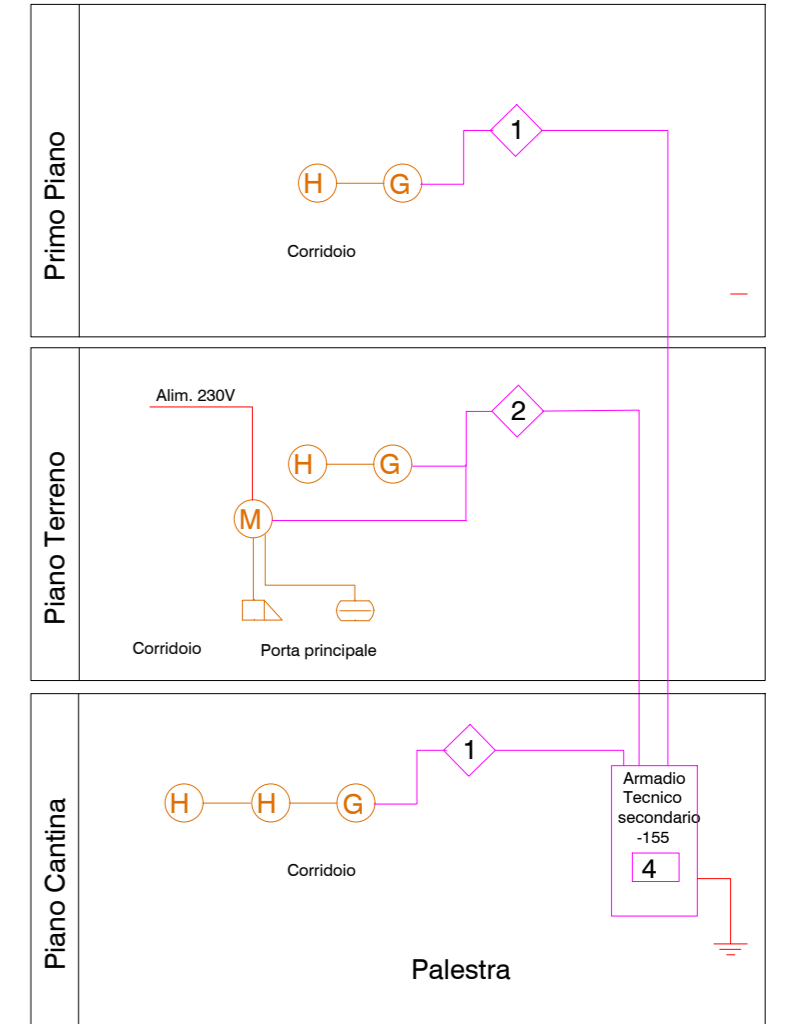 Primo Piano
1
H
G
Corridoio
Piano Terreno
Alim. 230V
2
H
G
M
Corridoio
Porta principale
Piano Cantina
1
H
H
G
Corridoio
Armadio
Tecnico
secondario
-155
4
Palestra